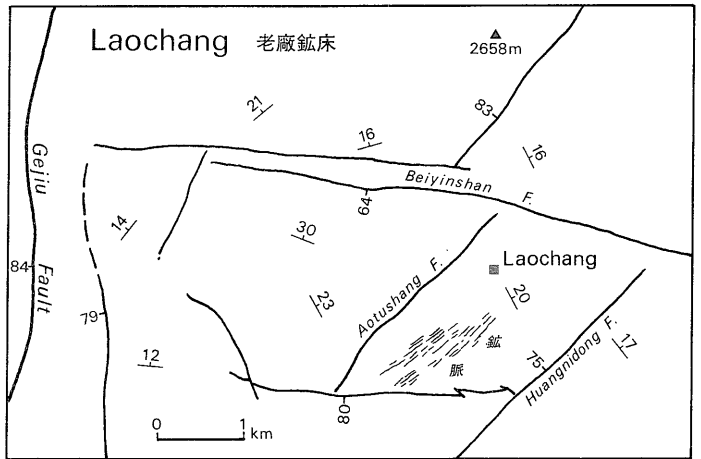 Laochang 老廠鉱床
2658m
83
21
16
16
Gejiu Fault
Beiyinshan F.
64
14
30
84
Laochang
Aotushang F.
23
20
79
鉱
脈
12
75
Huangnidong F.
17
80
0 1 km